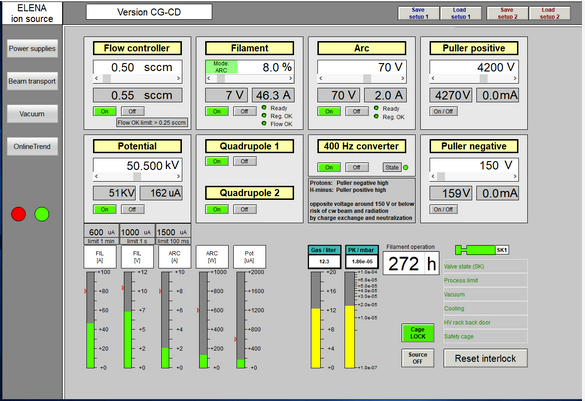 ELENA
ion source
Version CG-CD
Save
setup 1
Load
setup 1
Save
setup 2
Load
setup 2
Power supplies
Beam transport
Vacuum
OnlineTrend
Flow controller
0.50 sccm
0.55 sccm
On
Off
Flow OK limit: > 0.25 sccm
Filament
Mode:
ARC
8.0 %
7 V
46.3 A
On
Off
Ready
Reg. OK
Flow OK
Arc
70 V
70 V
2.0 A
On
Off
Ready
Reg. OK
Puller positive
4200 V
4270V
0.0mA
On / Off
Potential
50.500 kV
51KV
162 uA
On
Off
Quadrupole 1
On
Off
Quadrupole 2
On
Off
400 Hz converter
On
Off
State
Protons: Puller negative high
H-minus: Puller positive high
opposite voltage around 150 V or below
risk of cw beam and radiation
by charge exchange and neutralization
Puller negative
150 V
159V
0.0mA
On / Off
600 uA
limit 1 min
1000 uA
limit 1 s
1500 uA
limit 100 ms
FIL
[A]
FIL
[V]
ARC
[A]
ARC
[V]
Pot
[uA]
+100
+80
+60
+40
+20
+0
+12
+10
+7
+5
+2
+0
+10
+8
+6
+4
+2
+0
+1000
+800
+600
+400
+200
+0
+2000
+1600
+1200
+800
+400
+0
Gas / liter
12.3
PK / mbar
1.86e-05
+20
+16
+12
+8
+4
+0
+1.0e-04
+1.0e-05
+1.0e-07
Filament operation
272 h
SK1
Valve state (SK)
Process limit
Vacuum
Cooling
HV rack back door
Safety cage
Cage
LOCK
Source
OFF
Reset interlock